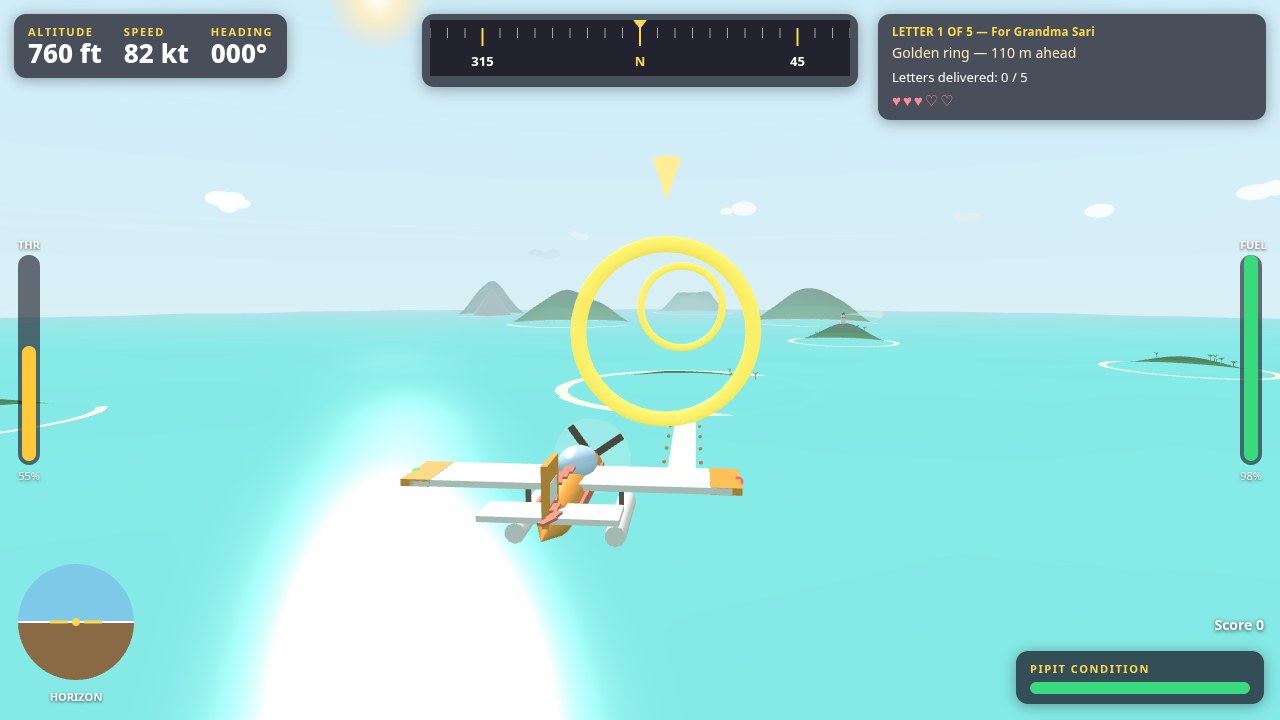 ALTITUDE SPEED HEADING
760 ft 82 kt 000°
315 N 45
LETTER 1 OF 5 — For Grandma Sari
Golden ring — 110 m ahead
Letters delivered: 0 / 5
♥♥♥♡♡
THR
55%
FUEL
98%
HORIZON
Score 0
PIPIT CONDITION